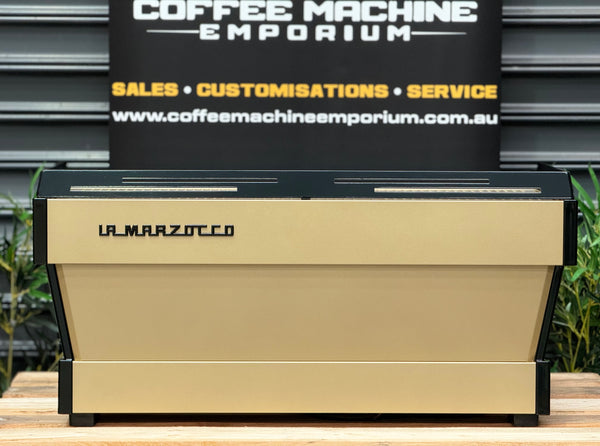 COFFEE MACHINE
EMPORIUM
SALES • CUSTOMISATIONS • SERVICE
www.coffeemachineemporium.com.au
LA MARZOCCO